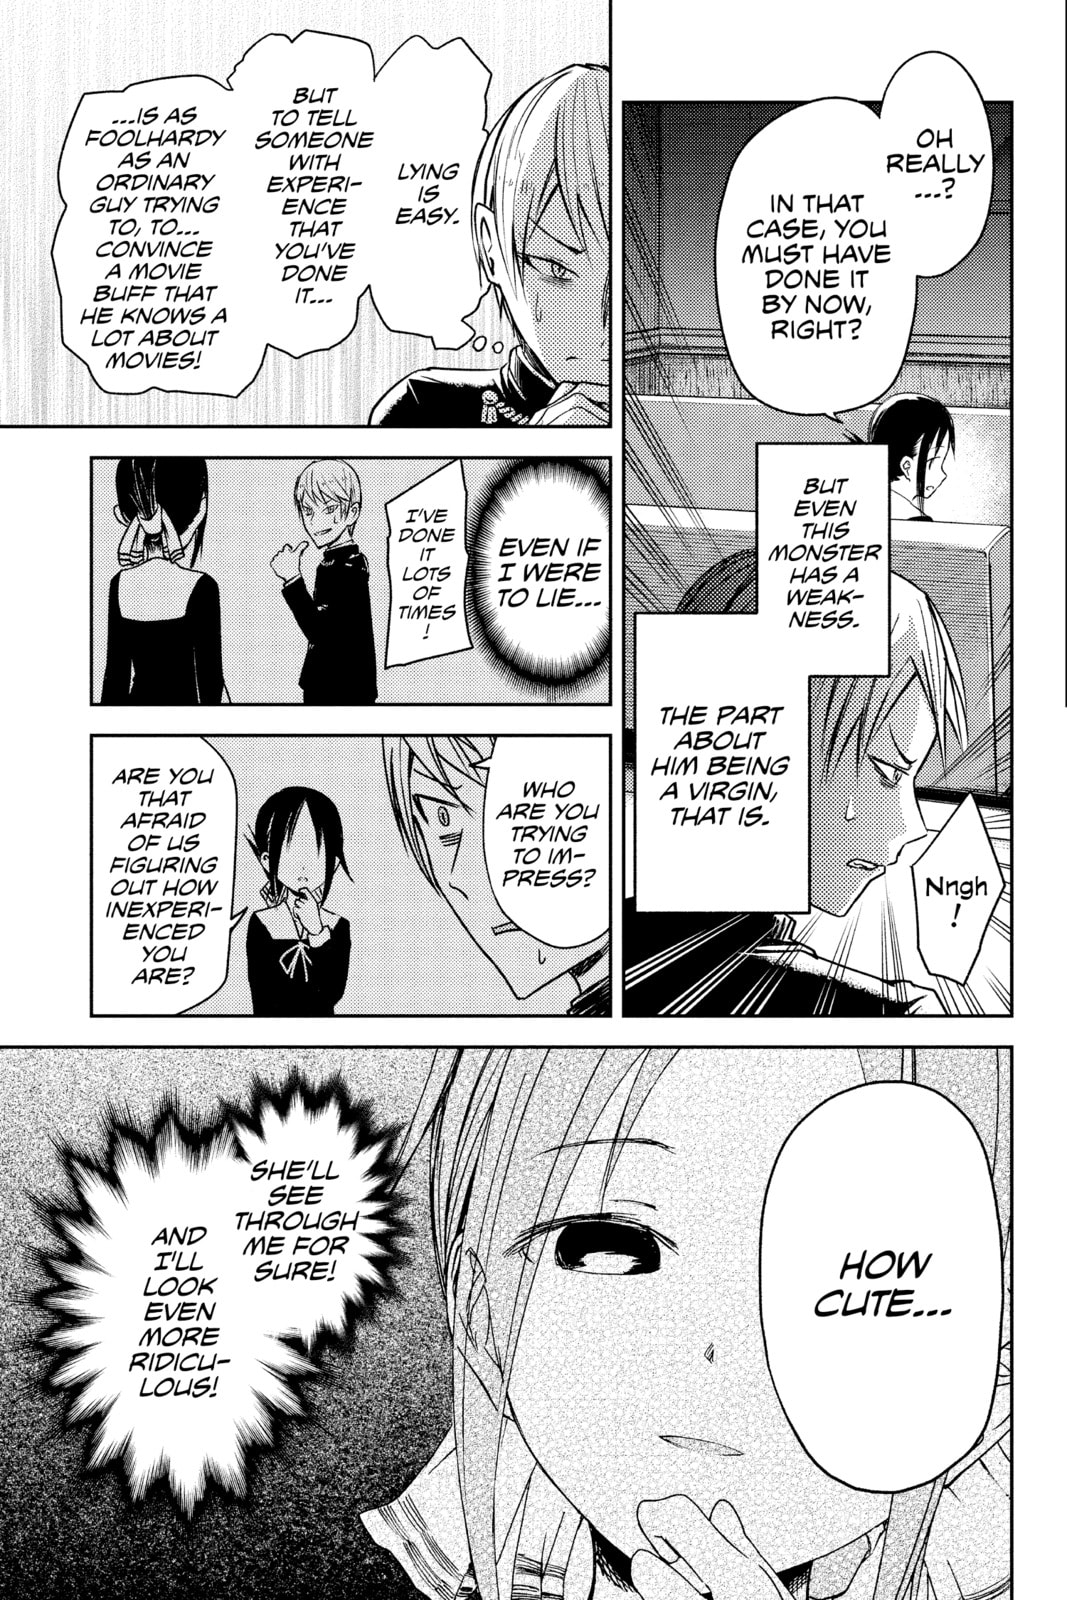 OH
REALLY
...?
IN THAT
CASE, YOU
MUST HAVE
DONE IT
BY NOW,
RIGHT?
BUT
EVEN
THIS
MONSTER
HAS A
WEAK-
NESS.
THE PART
ABOUT
HIM BEING
A VIRGIN,
THAT IS.
Nngh
!
LYING
IS
EASY.
BUT
TO TELL
SOMEONE
WITH
EXPERI-
ENCE
THAT
YOU'VE
DONE
IT...
...IS AS
FOOLHARDY
AS AN
ORDINARY
GUY TRYING
TO, TO...
CONVINCE
A MOVIE
BUFF THAT
HE KNOWS A
LOT ABOUT
MOVIES!
EVEN IF
I WERE
TO LIE...
I'VE
DONE
IT
LOTS
OF
TIMES
!
WHO
ARE YOU
TRYING
TO IM-
PRESS?
ARE YOU
THAT
AFRAID
OF US
FIGURING
OUT HOW
INEXPERI-
ENCED
YOU
ARE?
HOW
CUTE...
SHE'LL
SEE
THROUGH
ME FOR
SURE!
AND
I'LL
LOOK
EVEN
MORE
RIDICU-
LOUS!